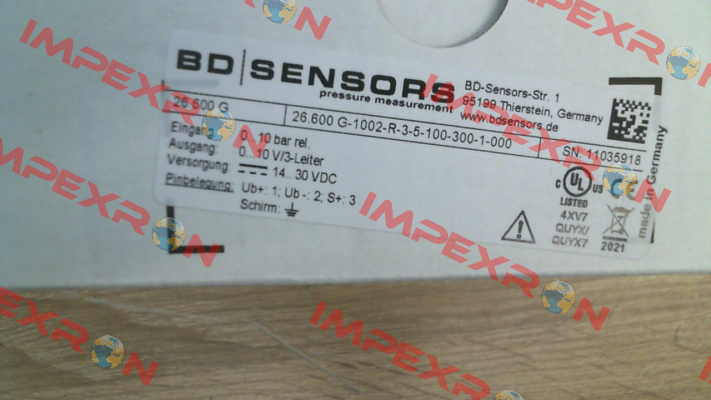 BD|SENSORS
pressure measurement
BD-Sensors-Str. 1
95199 Thierstein, Germany
www.bdsensors.de
26.600 G
26.600 G-1002-R-3-5-100-300-1-000
SN: 11035918
Eingang: 0...10 bar rel.
Ausgang: 0...10 V/3-Leiter
Versorgung: 14...30 VDC
Pinbelegung: Ub+: 1; Ub -: 2; S+: 3
Schirm:
C UL US
LISTED
4XV7
QUYX/
QUYX7
2021
made in Germany
IMPEXRON
IMPEXRON
IMPEXRON
IMPEXRON
IMPEXRON
IMPEXRON
IMPEXRON